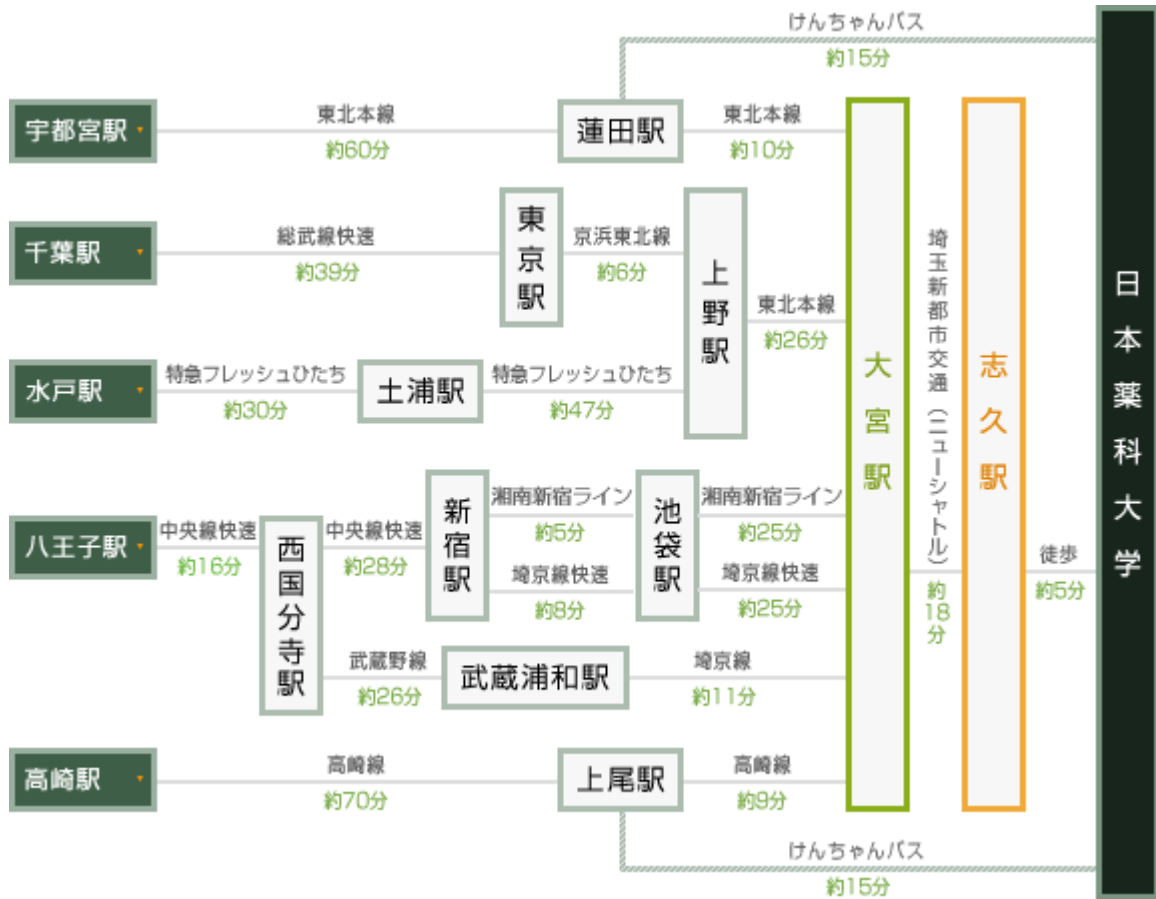 けんちゃんバス
約15分
宇都宮駅
東北本線
約60分
蓮田駅
東北本線
約10分
千葉駅
総武線快速
約39分
東京駅
京浜東北線
約6分
上野駅
東北本線
約26分
水戸駅
特急フレッシュひたち
約30分
土浦駅
特急フレッシュひたち
約47分
八王子駅
中央線快速
約16分
西国分寺駅
中央線快速
約28分
新宿駅
湘南新宿ライン
約5分
埼京線快速
約8分
池袋駅
湘南新宿ライン
約25分
埼京線快速
約25分
武蔵野線
約26分
武蔵浦和駅
埼京線
約11分
高崎駅
高崎線
約70分
上尾駅
高崎線
約9分
大宮駅
埼玉新都市交通（ニューシャトル）
約18分
志久駅
徒歩
約5分
日本薬科大学
けんちゃんバス
約15分